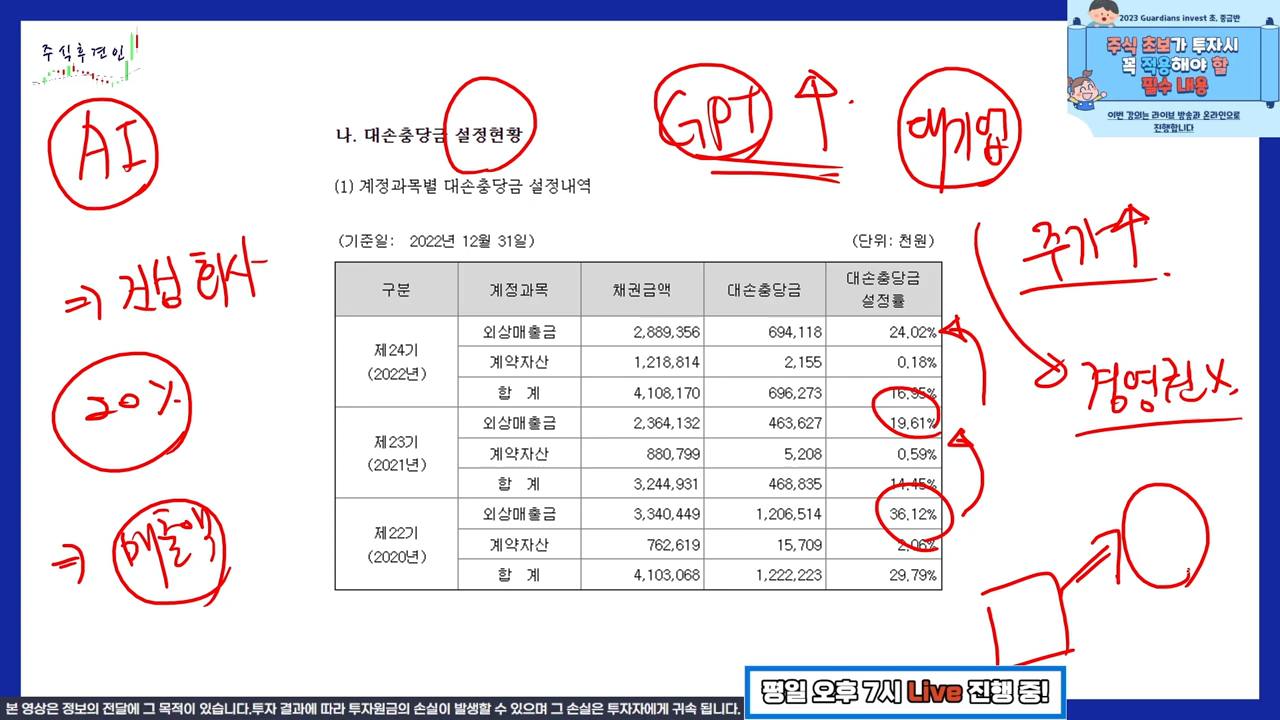 주식후견인
2023 Guardians invest 초, 중급반
주식 초보가 투자시
꼭 적용해야 할
필수 내용
이번 강의는 라이브 방송과 온라인으로
진행합니다
AI
GPT
대기업
나. 대손충당금 설정현황
(1) 계정과목별 대손충당금 설정내역
(기준일: 2022년 12월 31일) (단위: 천원)
구분 계정과목 채권금액 대손충당금 대손충당금 설정률
제24기 (2022년) 외상매출금 2,889,356 694,118 24.02%
계약자산 1,218,814 2,155 0.18%
합 계 4,108,170 696,273 16.95%
제23기 (2021년) 외상매출금 2,364,132 463,627 19.61%
계약자산 880,799 5,208 0.59%
합 계 3,244,931 468,835 14.45%
제22기 (2020년) 외상매출금 3,340,449 1,206,514 36.12%
계약자산 762,619 15,709 2.06%
합 계 4,103,068 1,222,223 29.79%
⇒ 회사
20%
⇒ 매출액
주가↑
경영권 X.
평일 오후 7시 Live 진행 중!
본 영상은 정보의 전달에 그 목적이 있습니다.투자 결과에 따라 투자원금의 손실이 발생할 수 있으며 그 손실은 투자자에게 귀속 됩니다.